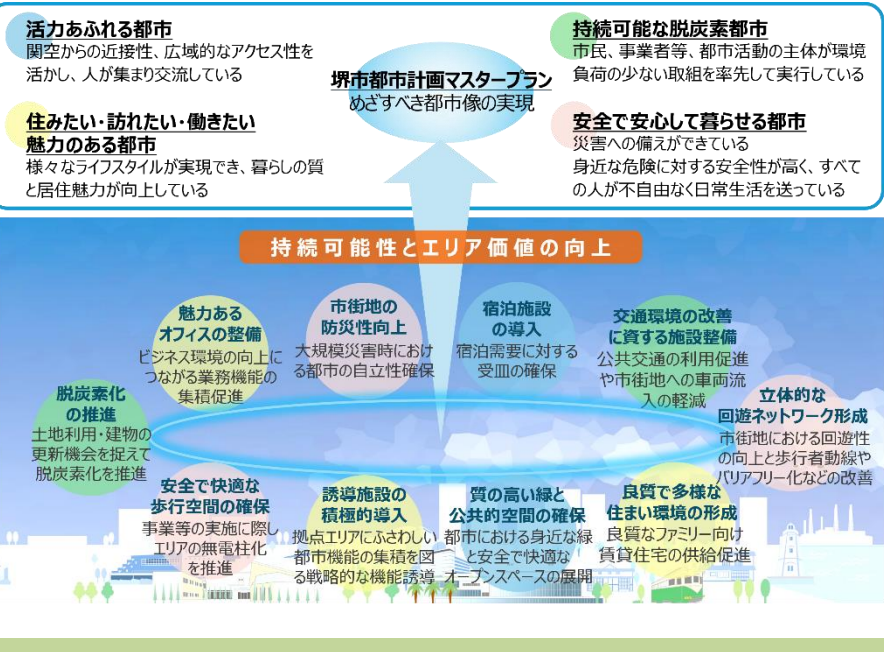 活力あふれる都市
関空からの近接性、広域的なアクセス性を
活かし、人が集まり交流している
住みたい・訪れたい・働きたい
魅力のある都市
様々なライフスタイルが実現でき、暮らしの質
と居住魅力が向上している
堺市都市計画マスタープラン
めざすべき都市像の実現
持続可能な脱炭素都市
市民、事業者等、都市活動の主体が環境
負荷の少ない取組を率先して実行している
安全で安心して暮らせる都市
災害への備えができている
身近な危険に対する安全性が高く、すべて
の人が不自由なく日常生活を送っている
持続可能性とエリア価値の向上
魅力ある
オフィスの整備
ビジネス環境の向上に
つながる業務機能の
集積促進
市街地の
防災性向上
大規模災害時におけ
る都市の自立性確保
宿泊施設
の導入
宿泊需要に対する
受皿の確保
交通環境の改善
に資する施設整備
公共交通の利用促進
や市街地への車両流
入の軽減
脱炭素化
の推進
土地利用・建物の
更新機会を捉えて
脱炭素化を推進
立体的な
回遊ネットワーク形成
市街地における回遊性
の向上と歩行者動線や
バリアフリー化などの改善
安全で快適な
歩行空間の確保
事業等の実施に際し
エリアの無電柱化
を推進
誘導施設の
積極的導入
拠点エリアにふさわしい
都市機能の集積を図
る戦略的な機能誘導
質の高い緑と
公共的空間の確保
都市における身近な緑
と安全で快適な
オープンスペースの展開
良質で多様な
住まい環境の形成
良質なファミリー向け
賃貸住宅の供給促進